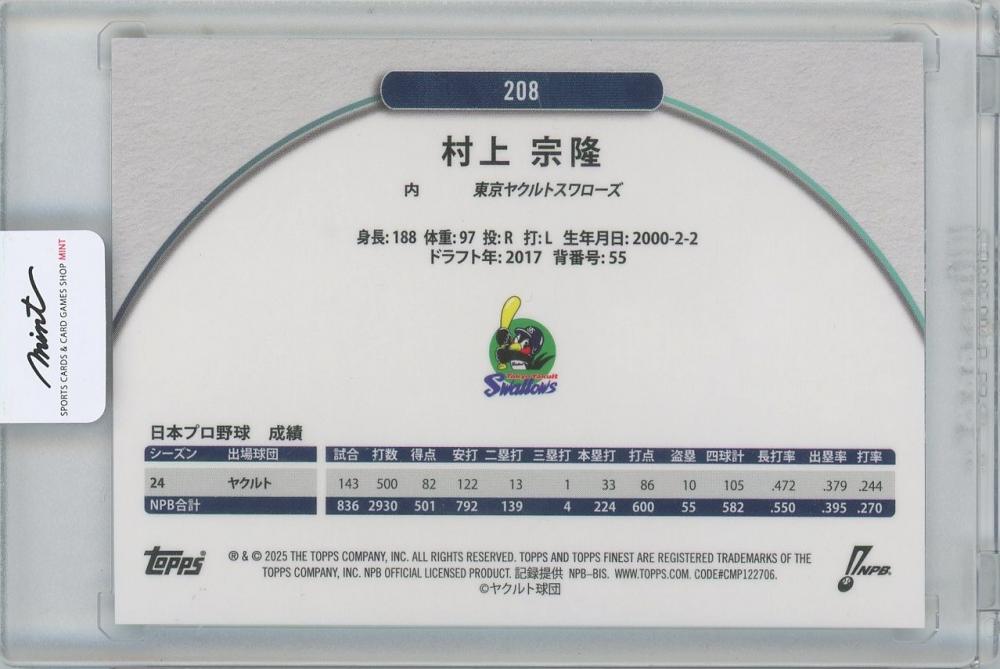 208
村上 宗隆
内 東京ヤクルトスワローズ
身長: 188 体重: 97 投: R 打: L 生年月日: 2000-2-2
ドラフト年: 2017 背番号: 55
Tokyo Yakult
Swallows
mint
SPORTS CARDS & CARD GAMES SHOP MINT
日本プロ野球 成績
シーズン 出場球団 試合 打数 得点 安打 二塁打 三塁打 本塁打 打点 盗塁 四球計 長打率 出塁率 打率
24 ヤクルト 143 500 82 122 13 1 33 86 10 105 .472 .379 .244
NPB合計 836 2930 501 792 139 4 224 600 55 582 .550 .395 .270
topps®
® & © 2025 THE TOPPS COMPANY, INC. ALL RIGHTS RESERVED. TOPPS AND TOPPS FINEST ARE REGISTERED TRADEMARKS OF THE
TOPPS COMPANY, INC. NPB OFFICIAL LICENSED PRODUCT. 記録提供 NPB-BIS. WWW.TOPPS.COM. CODE#CMP122706.
©ヤクルト球団
NPB®